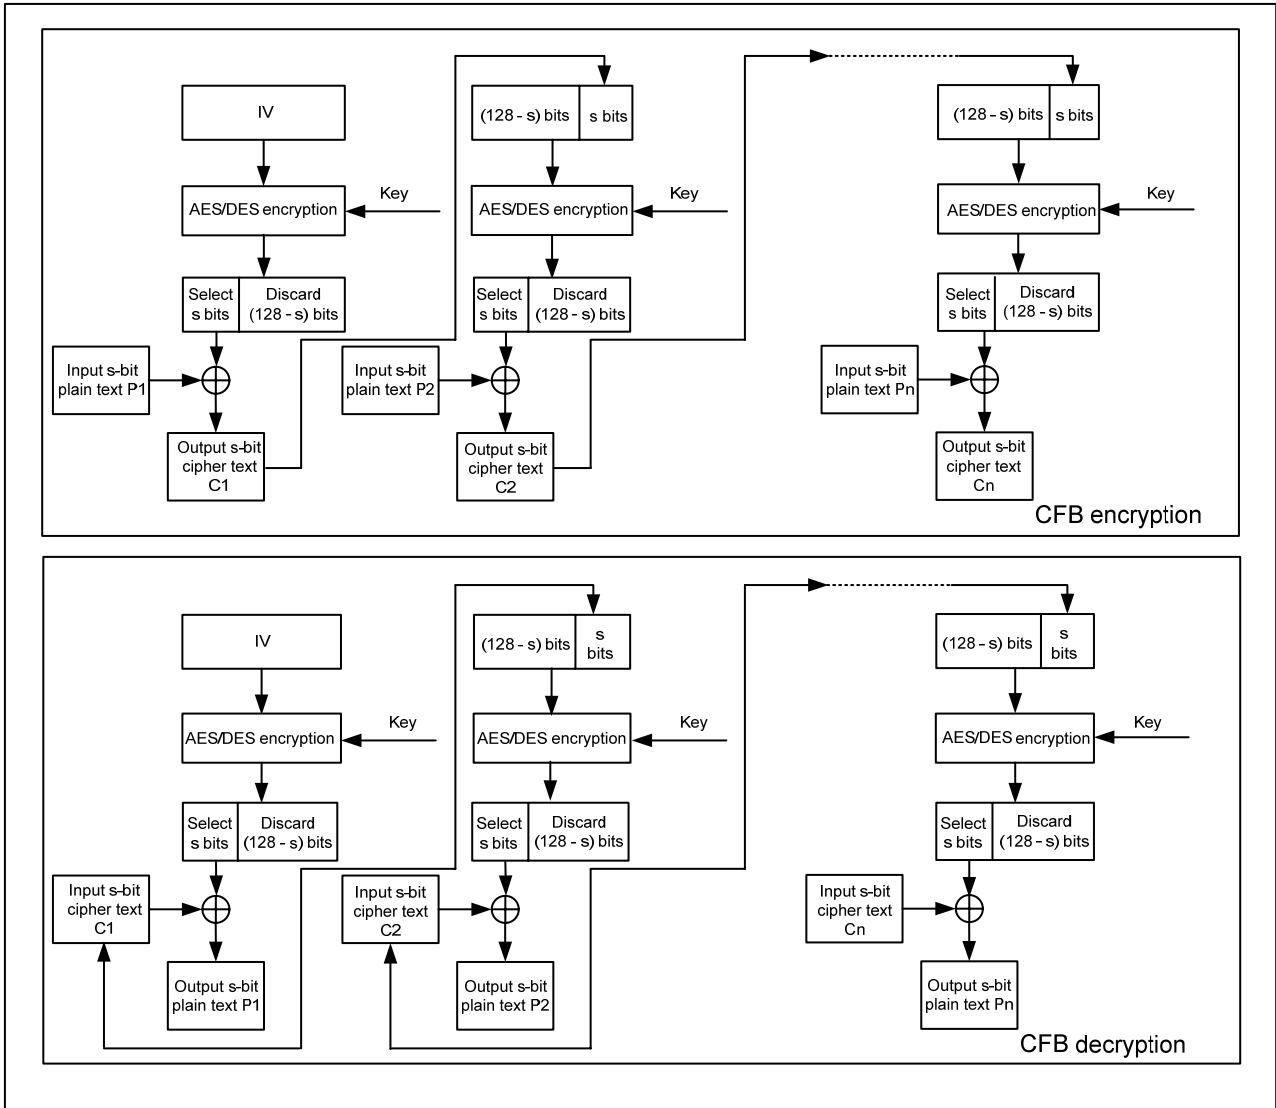 IV
(128 - s) bits
s bits
(128 - s) bits
s bits
AES/DES encryption
Key
AES/DES encryption
Key
AES/DES encryption
Key
Select
s bits
Discard
(128 - s) bits
Select
s bits
Discard
(128 - s) bits
Select
s bits
Discard
(128 - s) bits
Input s-bit
plain text P1
Input s-bit
plain text P2
Input s-bit
plain text Pn
Output s-bit
cipher text
C1
Output s-bit
cipher text
C2
Output s-bit
cipher text
Cn
CFB encryption
IV
(128 - s) bits
s
bits
(128 - s) bits
s
bits
AES/DES encryption
Key
AES/DES encryption
Key
AES/DES encryption
Key
Select
s bits
Discard
(128 - s) bits
Select
s bits
Discard
(128 - s) bits
Select
s bits
Discard
(128 - s) bits
Input s-bit
cipher text
C1
Input s-bit
cipher text
C2
Input s-bit
cipher text
Cn
Output s-bit
plain text P1
Output s-bit
plain text P2
Output s-bit
plain text Pn
CFB decryption